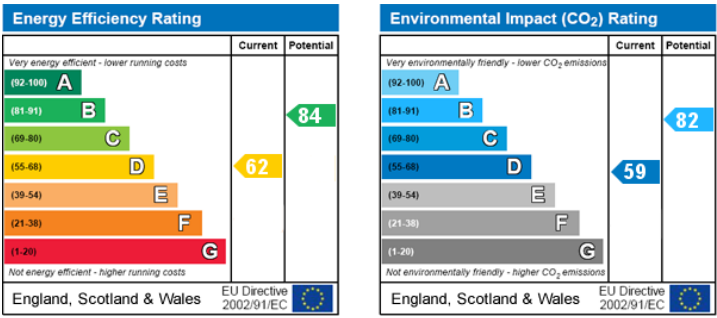 Energy Efficiency Rating
Current Potential
Very energy efficient - lower running costs
(92-100) A
(81-91) B
84
(69-80) C
(55-68) D
62
(39-54) E
(21-38) F
(1-20) G
Not energy efficient - higher running costs
England, Scotland & Wales
EU Directive
2002/91/EC
Environmental Impact (CO₂) Rating
Current Potential
Very environmentally friendly - lower CO₂ emissions
(92-100) A
(81-91) B
82
(69-80) C
(55-68) D
59
(39-54) E
(21-38) F
(1-20) G
Not environmentally friendly - higher CO₂ emissions
England, Scotland & Wales
EU Directive
2002/91/EC